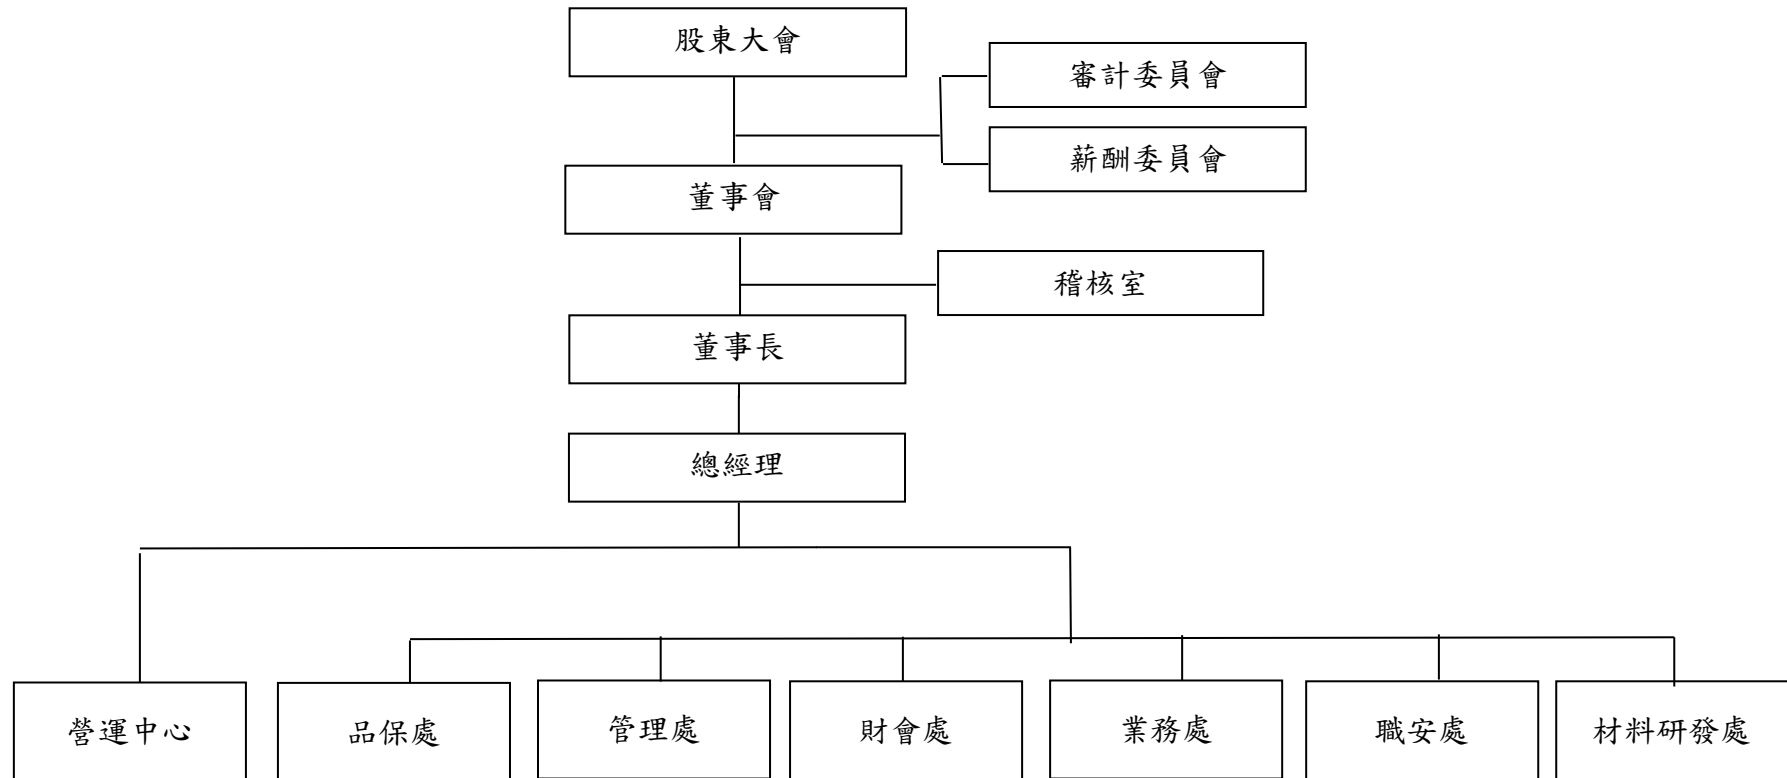 股東大會
審計委員會
薪酬委員會
董事會
稽核室
董事長
總經理
營運中心
品保處
管理處
財會處
業務處
職安處
材料研發處